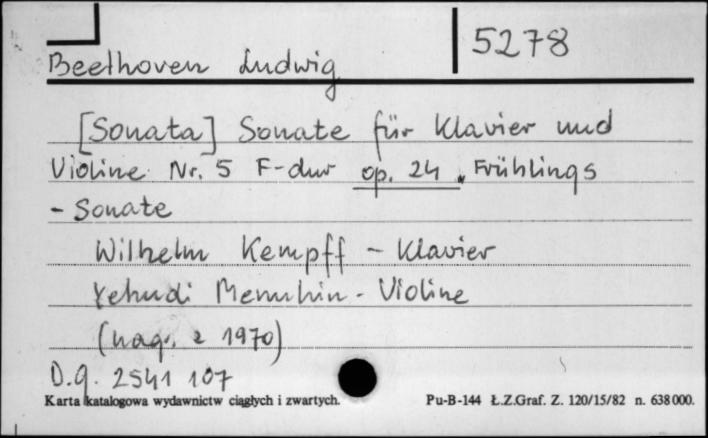 5278
Beethoven Ludwig
[Sonata] Sonate für Klavier und
Violine Nr. 5 F-dur op. 24 „Frühlings
- Sonate
Wilhelm Kempff - Klavier
Yehudi Menuhin - Violine
(nagr. z 1970)
D.g. 2541 107
Karta katalogowa wydawnictw ciągłych i zwartych.
Pu-B-144 Ł.Z.Graf. Z. 120/15/82 n. 638000.